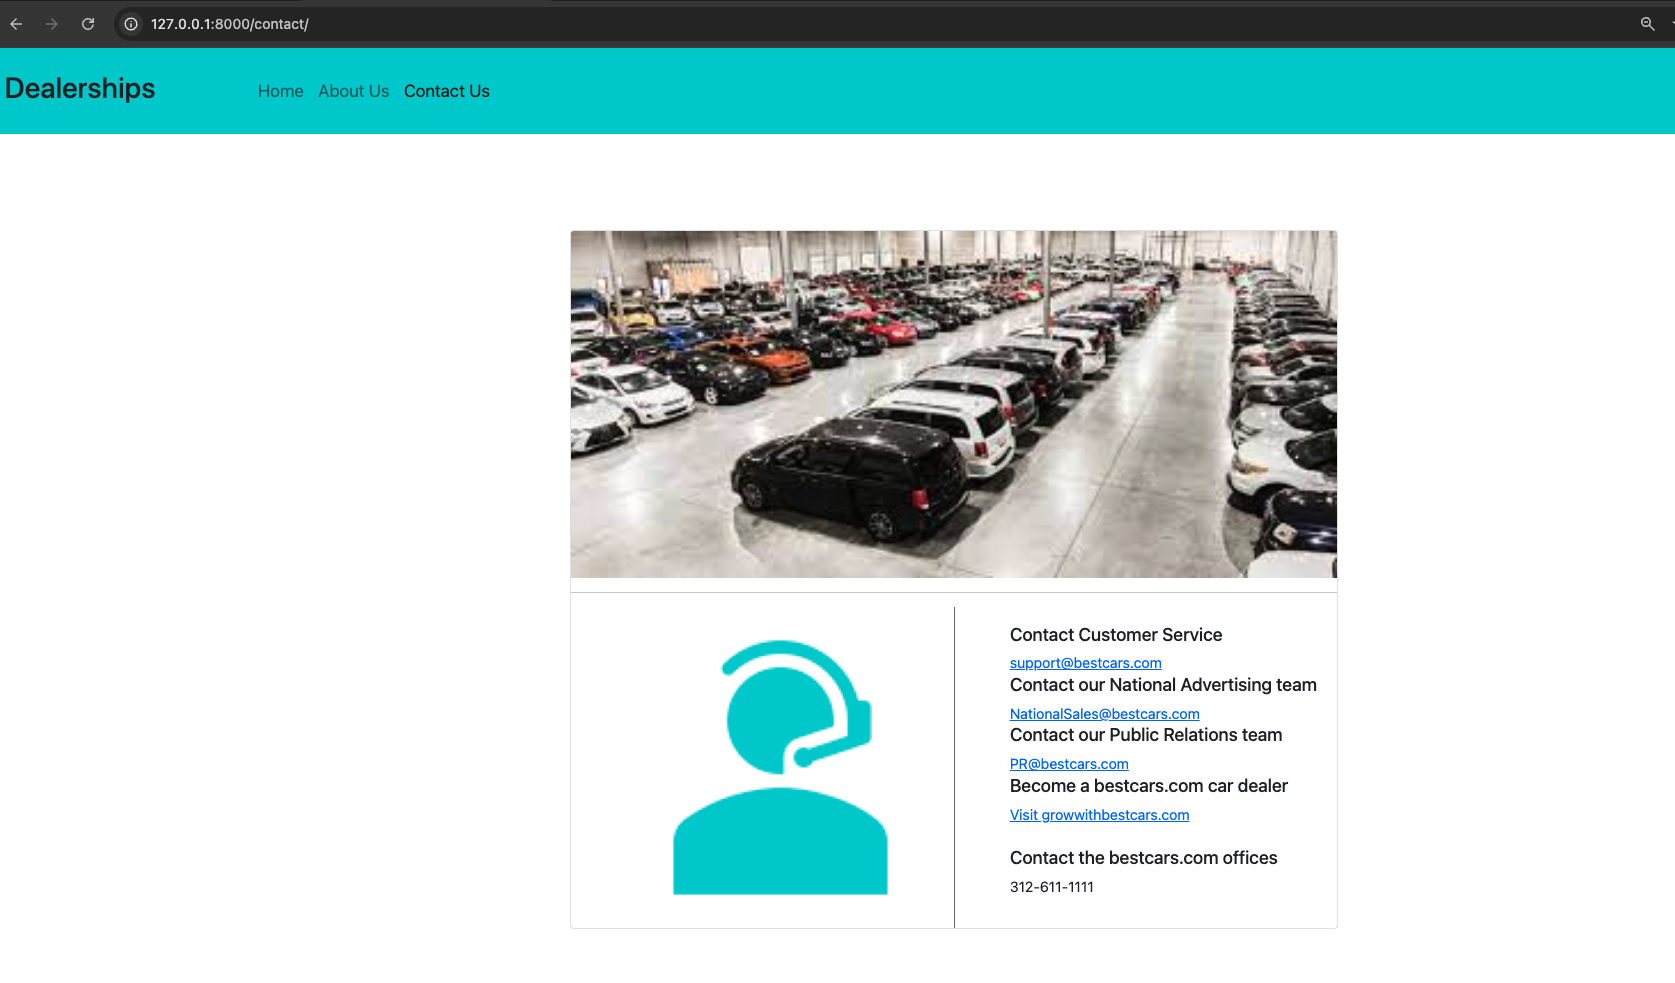 127.0.0.1:8000/contact/
Dealerships
Home About Us Contact Us
Contact Customer Service
support@bestcars.com
Contact our National Advertising team
NationalSales@bestcars.com
Contact our Public Relations team
PR@bestcars.com
Become a bestcars.com car dealer
Visit growwithbestcars.com
Contact the bestcars.com offices
312-611-1111